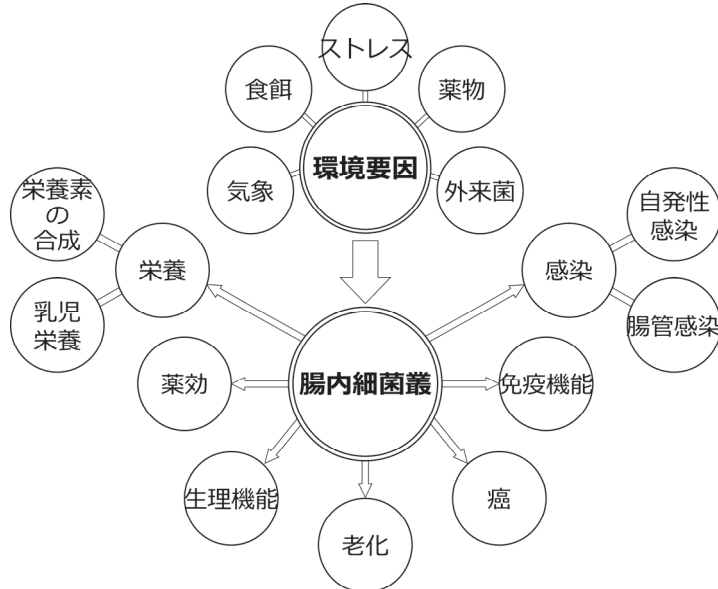 ストレス
食餌
薬物
環境要因
気象
外来菌
栄養素
の
合成
自発性
感染
栄養
感染
乳児
栄養
腸管感染
薬効
腸内細菌叢
免疫機能
生理機能
癌
老化